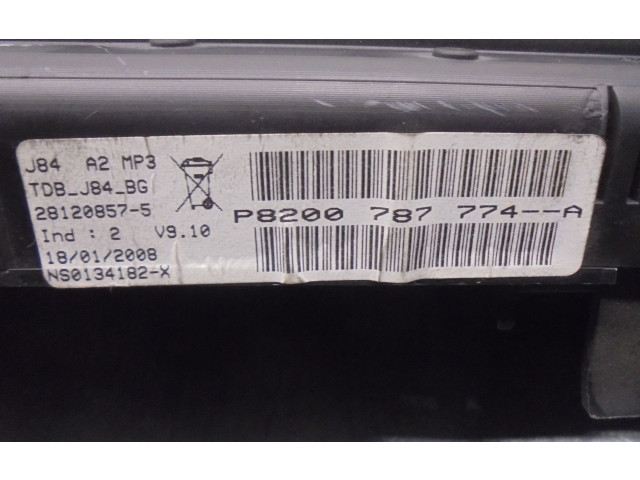 J84 A2 MP3
TDB_J84_BG
28120857-5
Ind : 2 V9.10
18/01/2008
NS0134182-X
P8200 787 774--A